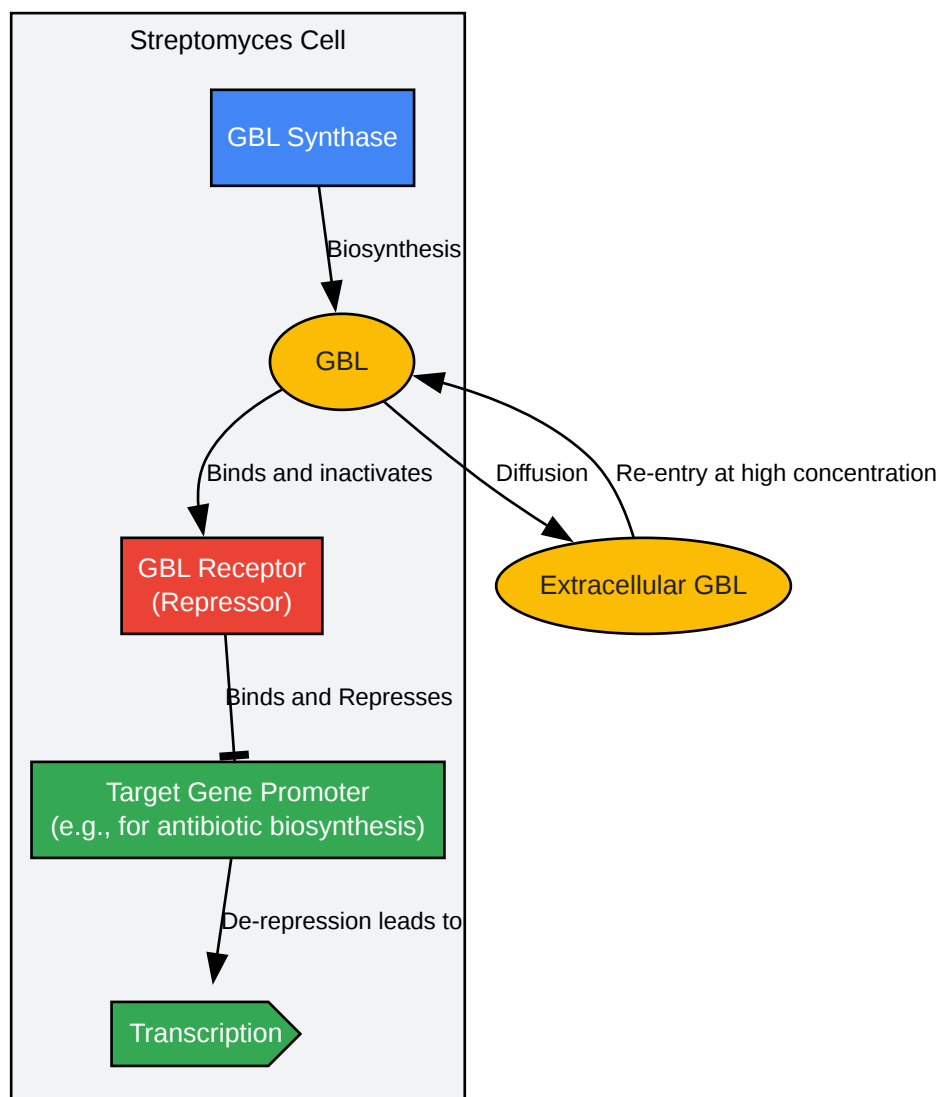 Streptomyces Cell
GBL Synthase
Biosynthesis
GBL
Binds and inactivates
Diffusion
Re-entry at high concentration
GBL Receptor
(Repressor)
Extracellular GBL
Binds and Represses
Target Gene Promoter
(e.g., for antibiotic biosynthesis)
De-repression leads to
Transcription